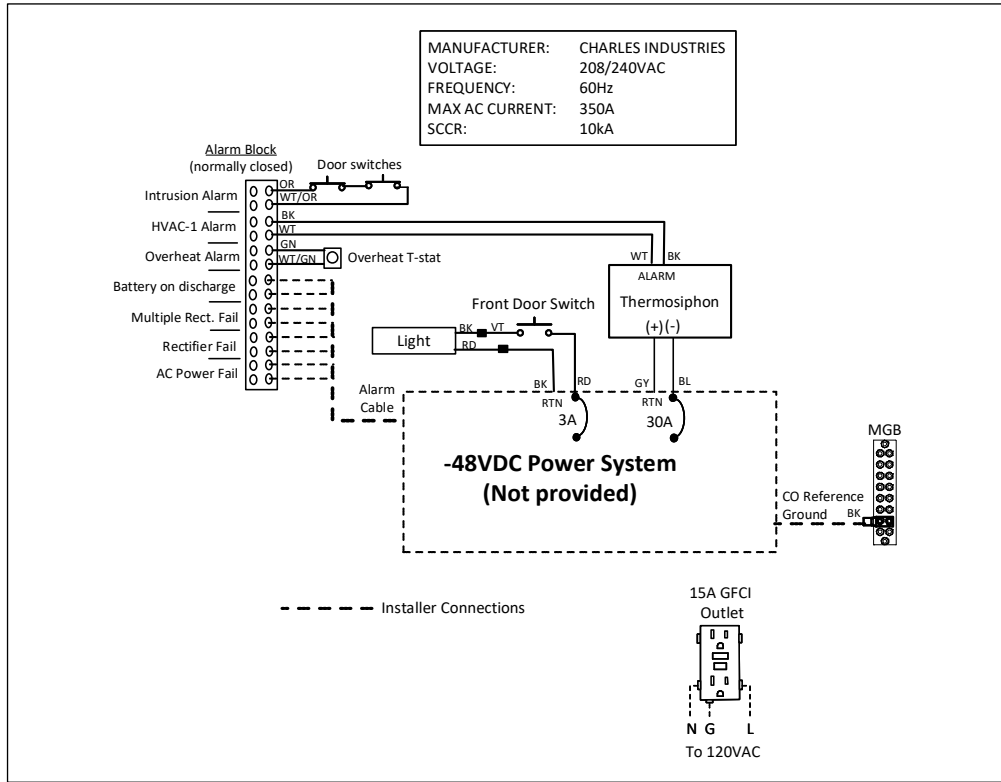 MANUFACTURER: CHARLES INDUSTRIES
VOLTAGE: 208/240VAC
FREQUENCY: 60Hz
MAX AC CURRENT: 350A
SCCR: 10kA
Alarm Block
(normally closed)
Door switches
Intrusion Alarm
OR
WT/OR
HVAC-1 Alarm
BK
WT
Overheat Alarm
GN
WT/GN
Overheat T-stat
Battery on discharge
Multiple Rect. Fail
Rectifier Fail
AC Power Fail
Alarm
Cable
WT BK
ALARM
Thermosiphon
(+) (-)
Front Door Switch
Light
BK VT
RD
BK RD
RTN
3A
GY BL
RTN
30A
-48VDC Power System
(Not provided)
MGB
CO Reference
Ground BK
Installer Connections
15A GFCI
Outlet
N G L
To 120VAC